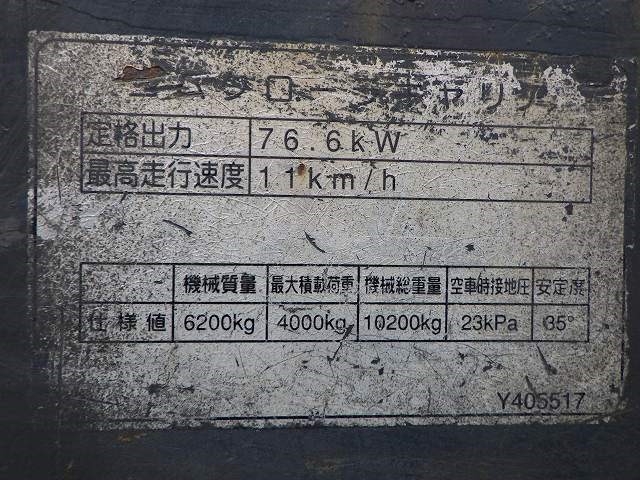 ゴムクローラキャリア
定格出力 76.6kW
最高走行速度 11km/h
機械質量 最大積載荷重 機械総重量 空車時接地圧 安定度
仕様値 6200kg 4000kg 10200kg 23kPa 35°
Y405517